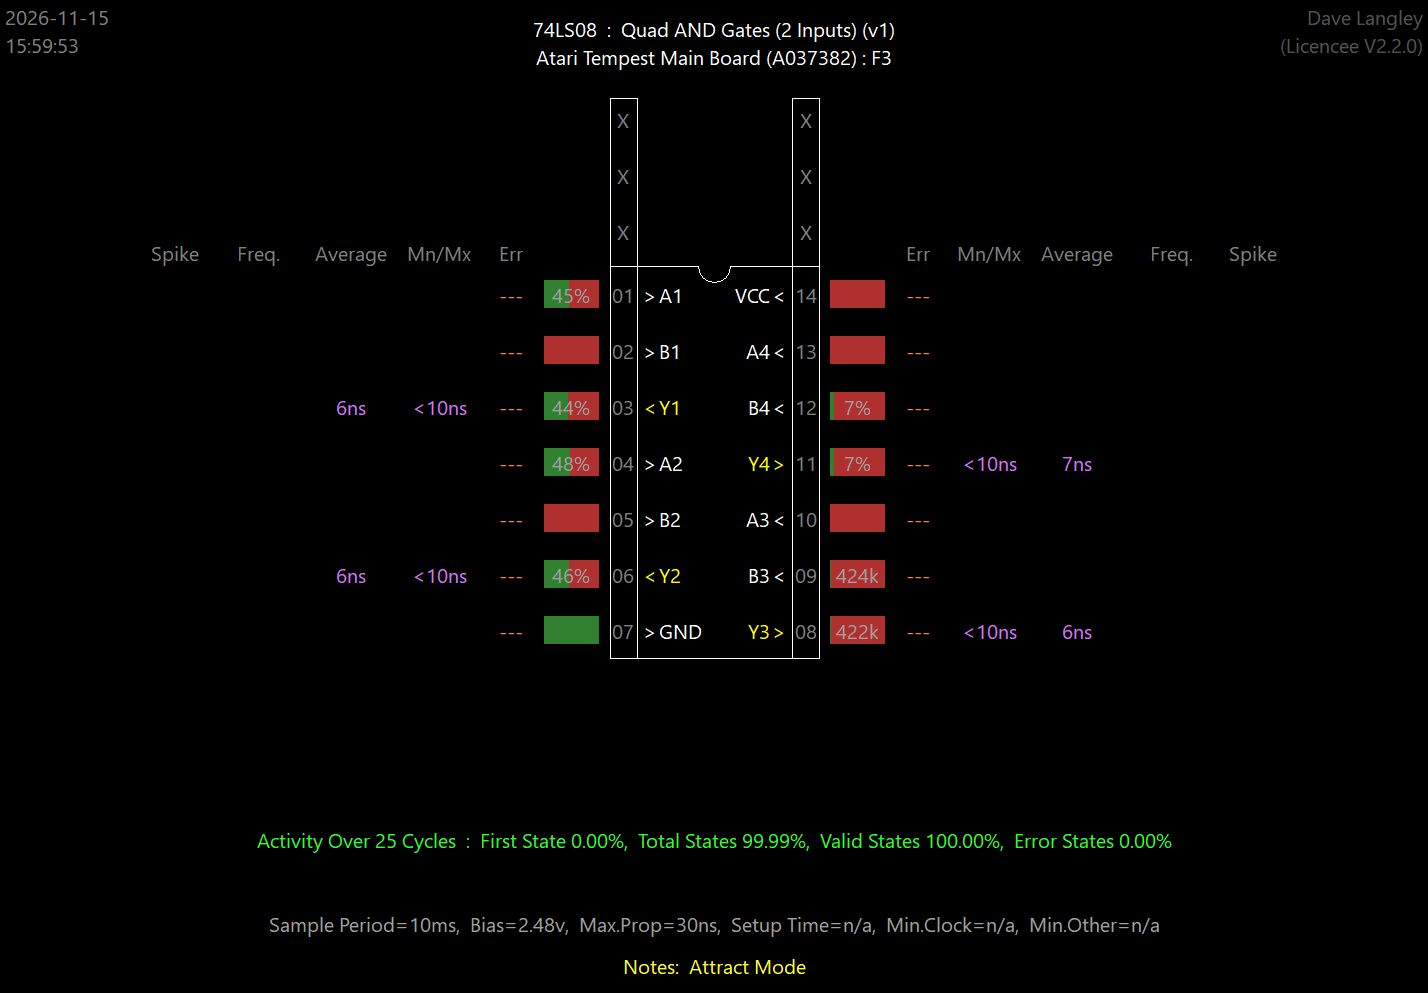 2026-11-15
15:59:53
74LS08 : Quad AND Gates (2 Inputs) (v1)
Atari Tempest Main Board (A037382) : F3
Dave Langley
(Licencee V2.2.0)
X X
X X
X X
Spike Freq. Average Mn/Mx Err Err Mn/Mx Average Freq. Spike
--- 45% 01 > A1 VCC < 14 ---
--- 02 > B1 A4 < 13 ---
6ns <10ns --- 44% 03 < Y1 B4 < 12 7% ---
--- 48% 04 > A2 Y4 > 11 7% --- <10ns 7ns
--- 05 > B2 A3 < 10 ---
6ns <10ns --- 46% 06 < Y2 B3 < 09 424k ---
--- 07 > GND Y3 > 08 422k --- <10ns 6ns
Activity Over 25 Cycles : First State 0.00%, Total States 99.99%, Valid States 100.00%, Error States 0.00%
Sample Period=10ms, Bias=2.48v, Max.Prop=30ns, Setup Time=n/a, Min.Clock=n/a, Min.Other=n/a
Notes: Attract Mode